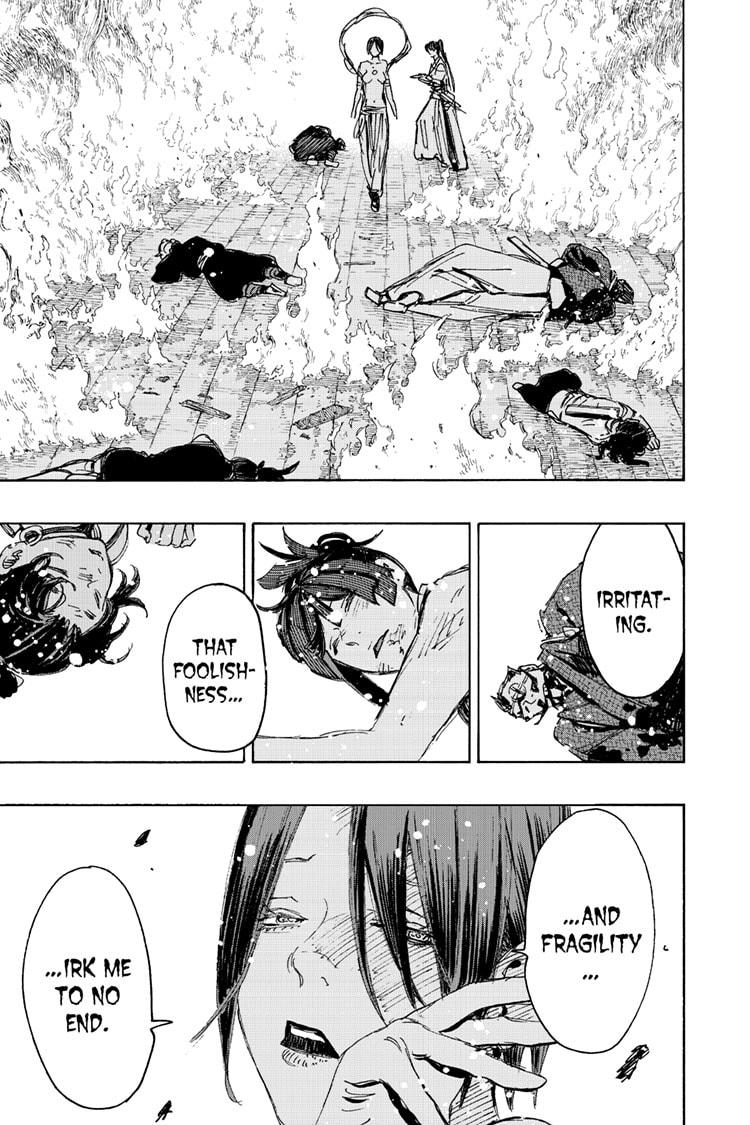 IRRITAT-
ING.
THAT
FOOLISH-
NESS...
...AND
FRAGILITY
...
...IRK ME
TO NO
END.